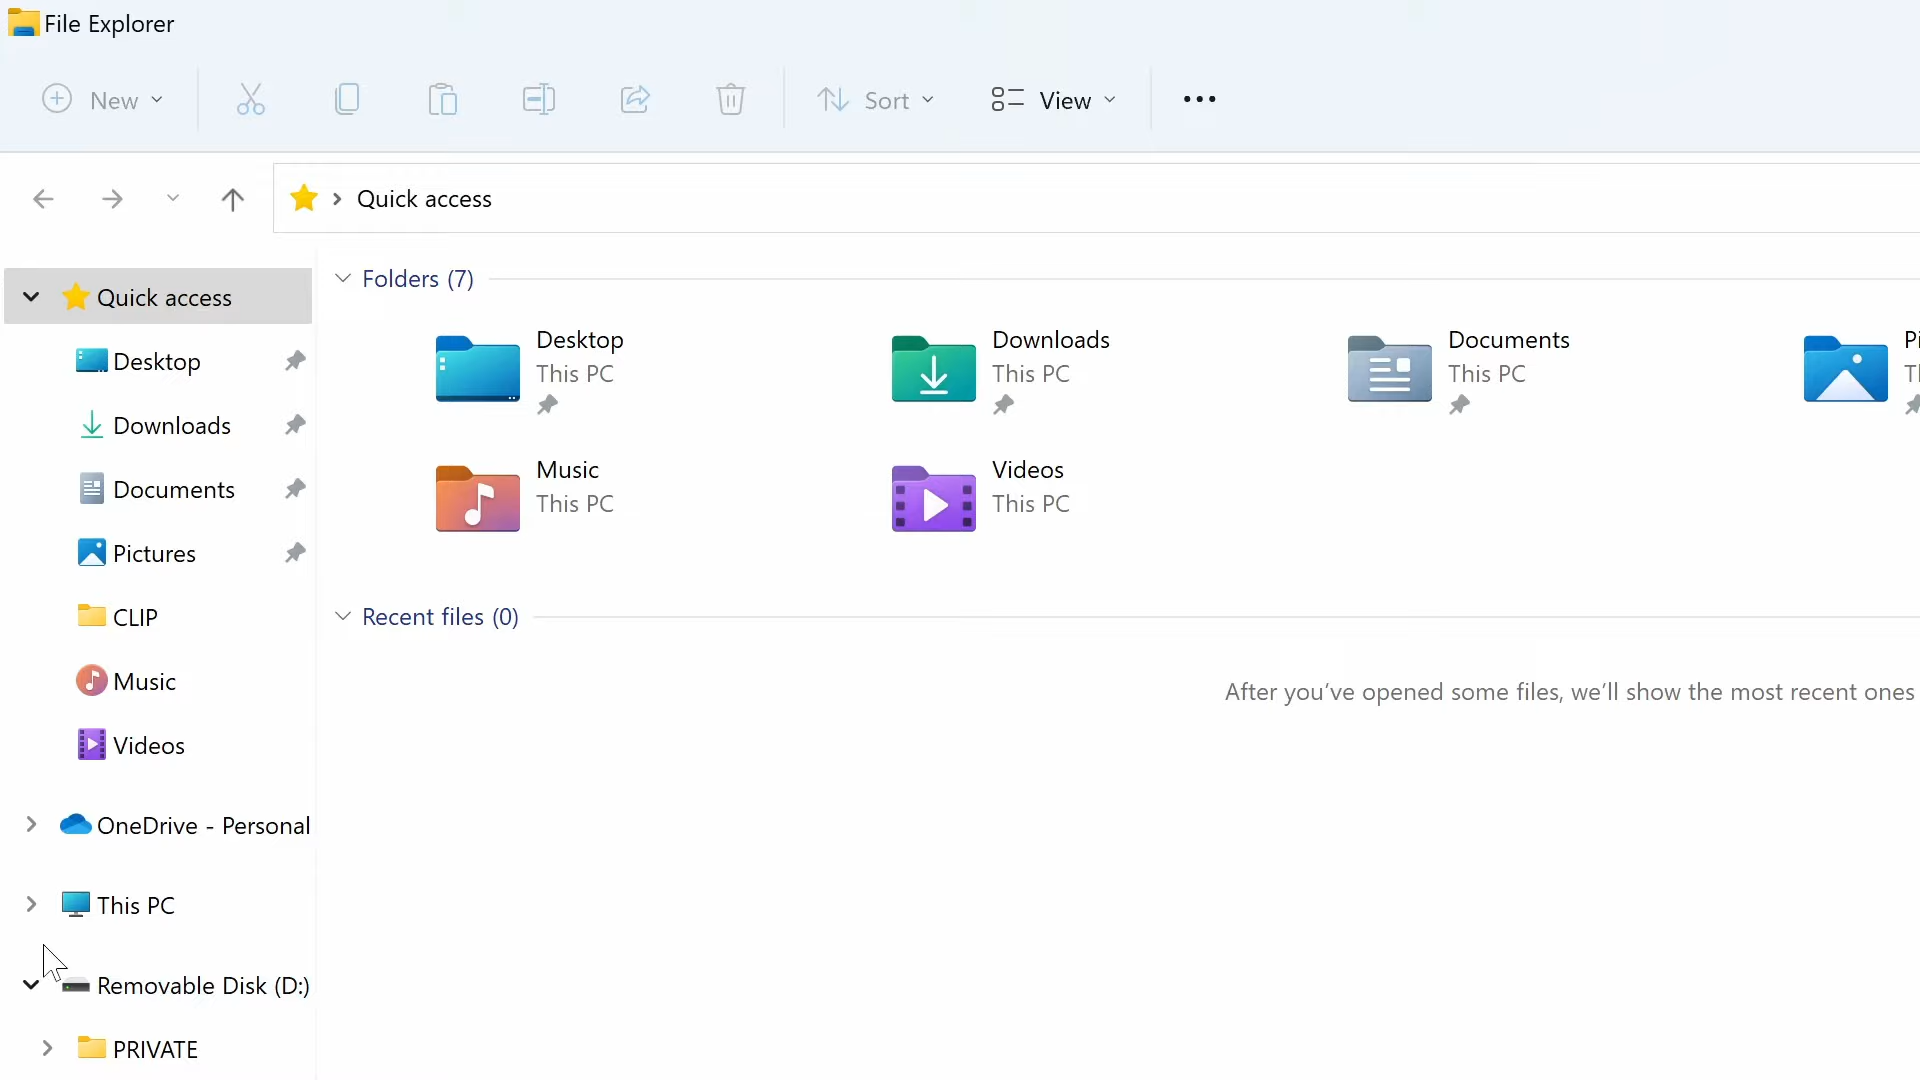 File Explorer
New
Sort
View
Quick access
Quick access
Desktop
Downloads
Documents
Pictures
CLIP
Music
Videos
OneDrive - Personal
This PC
Removable Disk (D:)
PRIVATE
Folders (7)
Desktop
This PC
Downloads
This PC
Documents
This PC
Music
This PC
Videos
This PC
Recent files (0)
After you've opened some files, we'll show the most recent ones